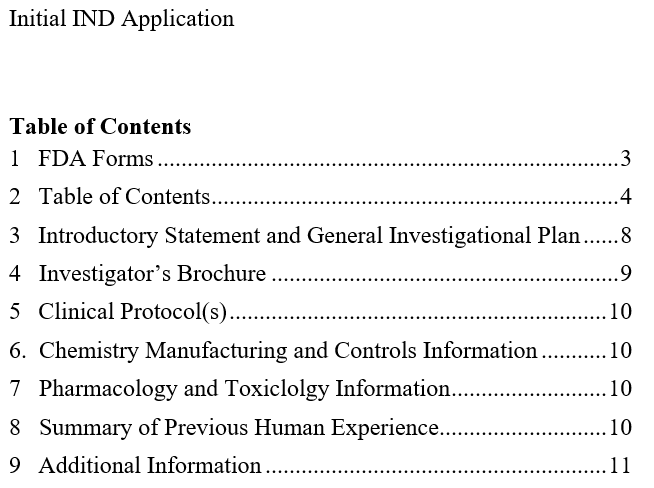 Initial IND Application
Table of Contents
1 FDA Forms ............................................................................. 3
2 Table of Contents.................................................................... 4
3 Introductory Statement and General Investigational Plan ...... 8
4 Investigator’s Brochure .......................................................... 9
5 Clinical Protocol(s)............................................................... 10
6. Chemistry Manufacturing and Controls Information ........... 10
7 Pharmacology and Toxiclolgy Information.......................... 10
8 Summary of Previous Human Experience............................ 10
9 Additional Information ......................................................... 11